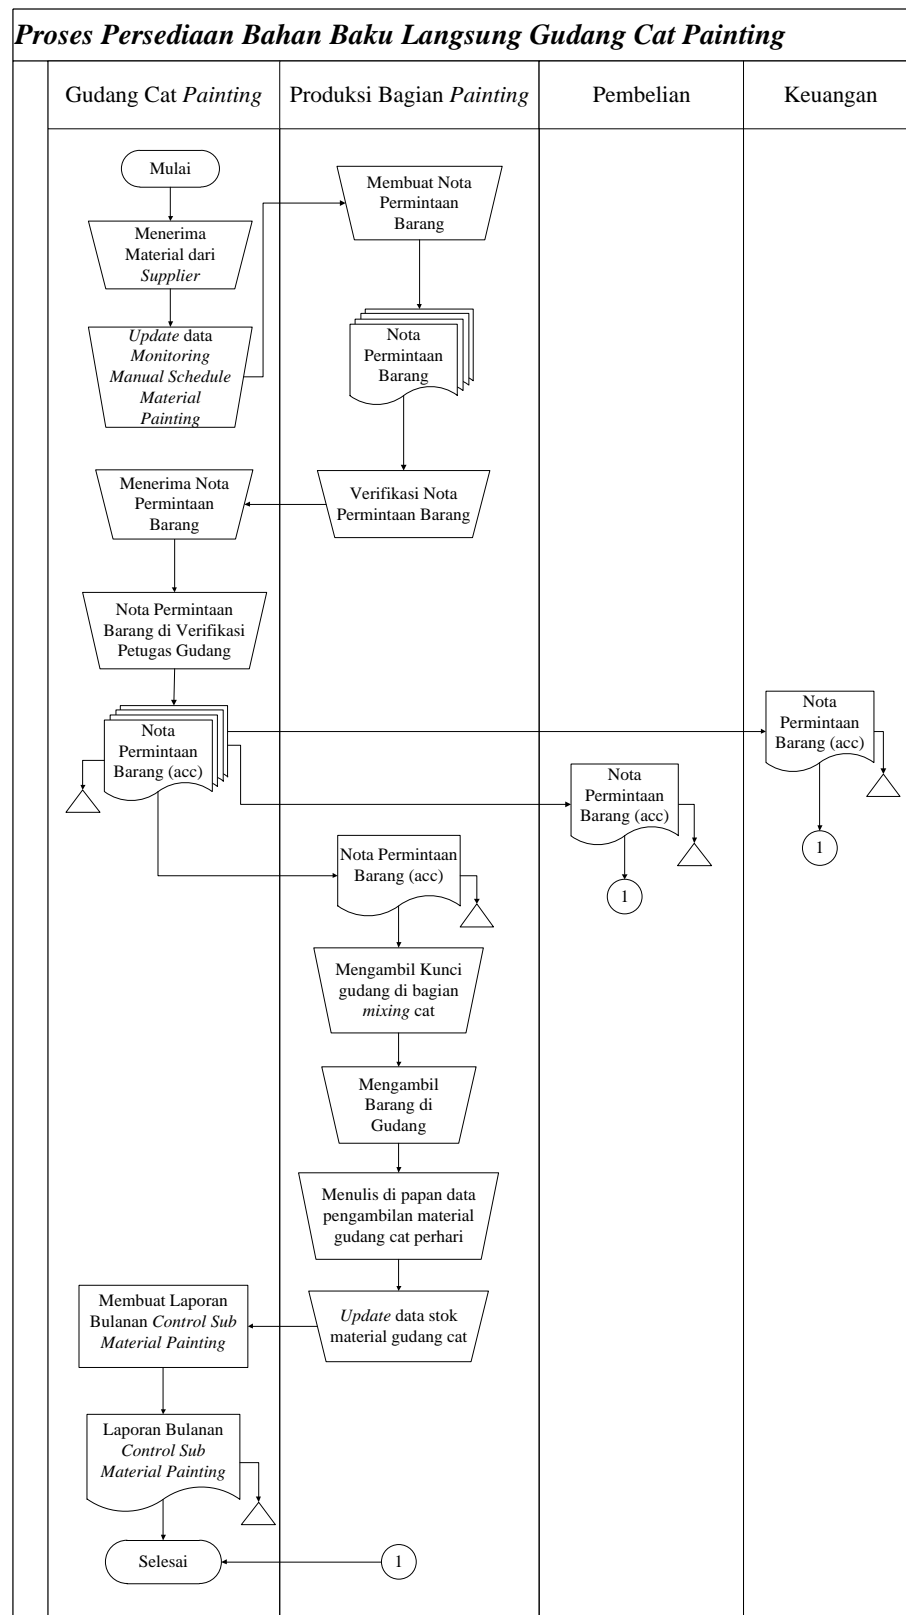 Proses Persediaan Bahan Baku Langsung Gudang Cat Painting
Gudang Cat Painting
Produksi Bagian Painting
Pembelian
Keuangan
Mulai
Menerima
Material dari
Supplier
Update data
Monitoring
Manual Schedule
Material
Painting
Membuat Nota
Permintaan
Barang
Nota
Permintaan
Barang
Verifikasi Nota
Permintaan Barang
Menerima Nota
Permintaan
Barang
Nota Permintaan
Barang di Verifikasi
Petugas Gudang
Nota
Permintaan
Barang (acc)
Nota
Permintaan
Barang (acc)
1
Nota
Permintaan
Barang (acc)
1
Nota Permintaan
Barang (acc)
Mengambil Kunci
gudang di bagian
mixing cat
Mengambil
Barang di
Gudang
Menulis di papan data
pengambilan material
gudang cat perhari
Update data stok
material gudang cat
Membuat Laporan
Bulanan Control Sub
Material Painting
Laporan Bulanan
Control Sub
Material Painting
Selesai
1